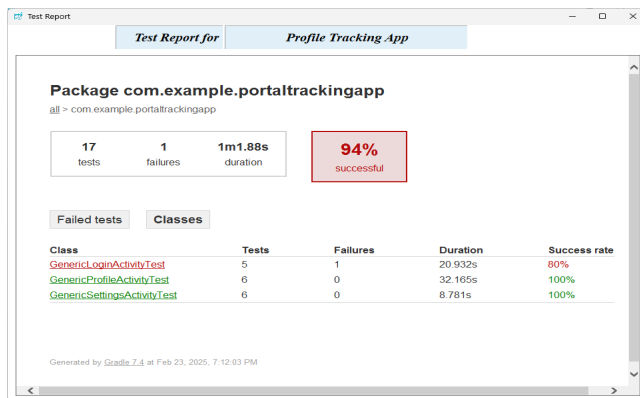 Test Report
Test Report for Profile Tracking App
Package com.example.portaltrackingapp
all > com.example.portaltrackingapp
17 1 1m1.88s 94%
tests failures duration successful
Failed tests Classes
Class Tests Failures Duration Success rate
GenericLoginActivityTest 5 1 20.932s 80%
GenericProfileActivityTest 6 0 32.165s 100%
GenericSettingsActivityTest 6 0 8.781s 100%
Generated by Gradle 7.4 at Feb 23, 2025, 7:12:03 PM